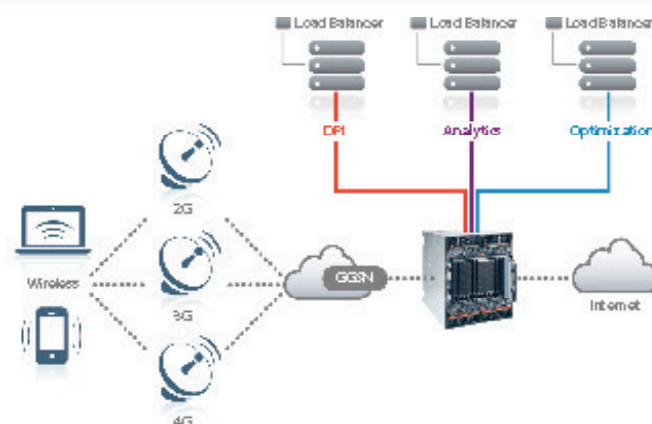 Load Balancer
Load Balancer
Load Balancer
DPI
Analytics
Optimization
2G
Wireless
3G
GGSN
Internet
4G